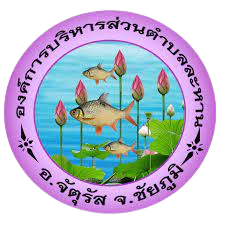 องค์การบริหารส่วนตำบลละหาน
อ.จัตุรัส จ.ชัยภูมิ